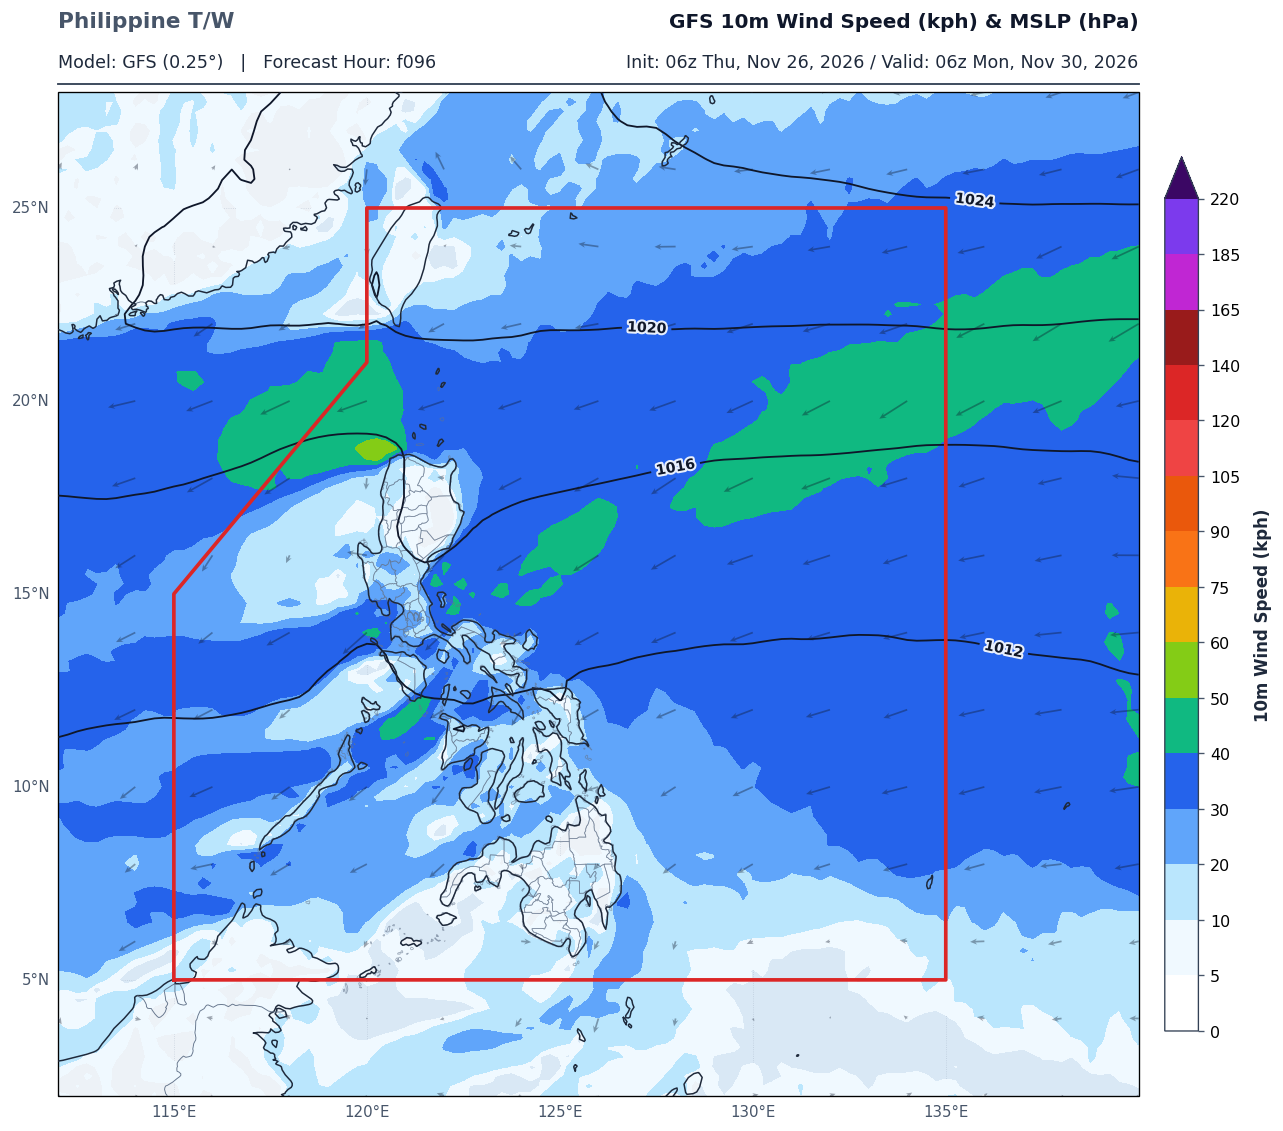 Philippine T/W
GFS 10m Wind Speed (kph) & MSLP (hPa)
Model: GFS (0.25°)   |   Forecast Hour: f096
Init: 06z Thu, Nov 26, 2026 / Valid: 06z Mon, Nov 30, 2026
1024
1020
1016
1012
25°N
20°N
15°N
10°N
5°N
115°E
120°E
125°E
130°E
135°E
220
185
165
140
120
105
90
75
60
50
40
30
20
10
5
0
10m Wind Speed (kph)